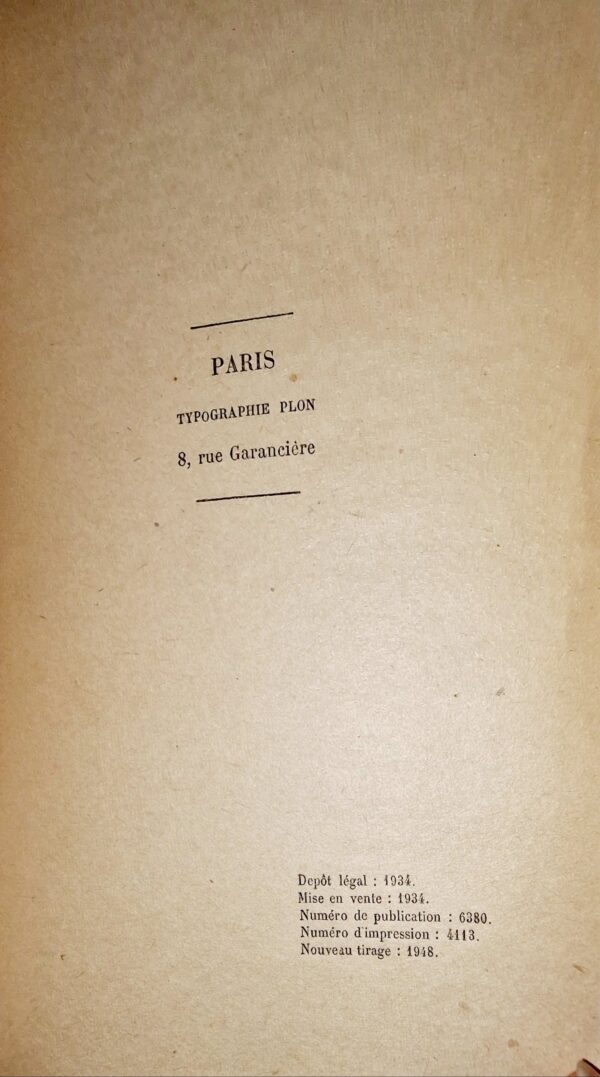 PARIS
TYPOGRAPHIE PLON
8, rue Garancière
Depôt légal : 1934.
Mise en vente : 1934.
Numéro de publication : 6380.
Numéro d'impression : 4113.
Nouveau tirage : 1948.